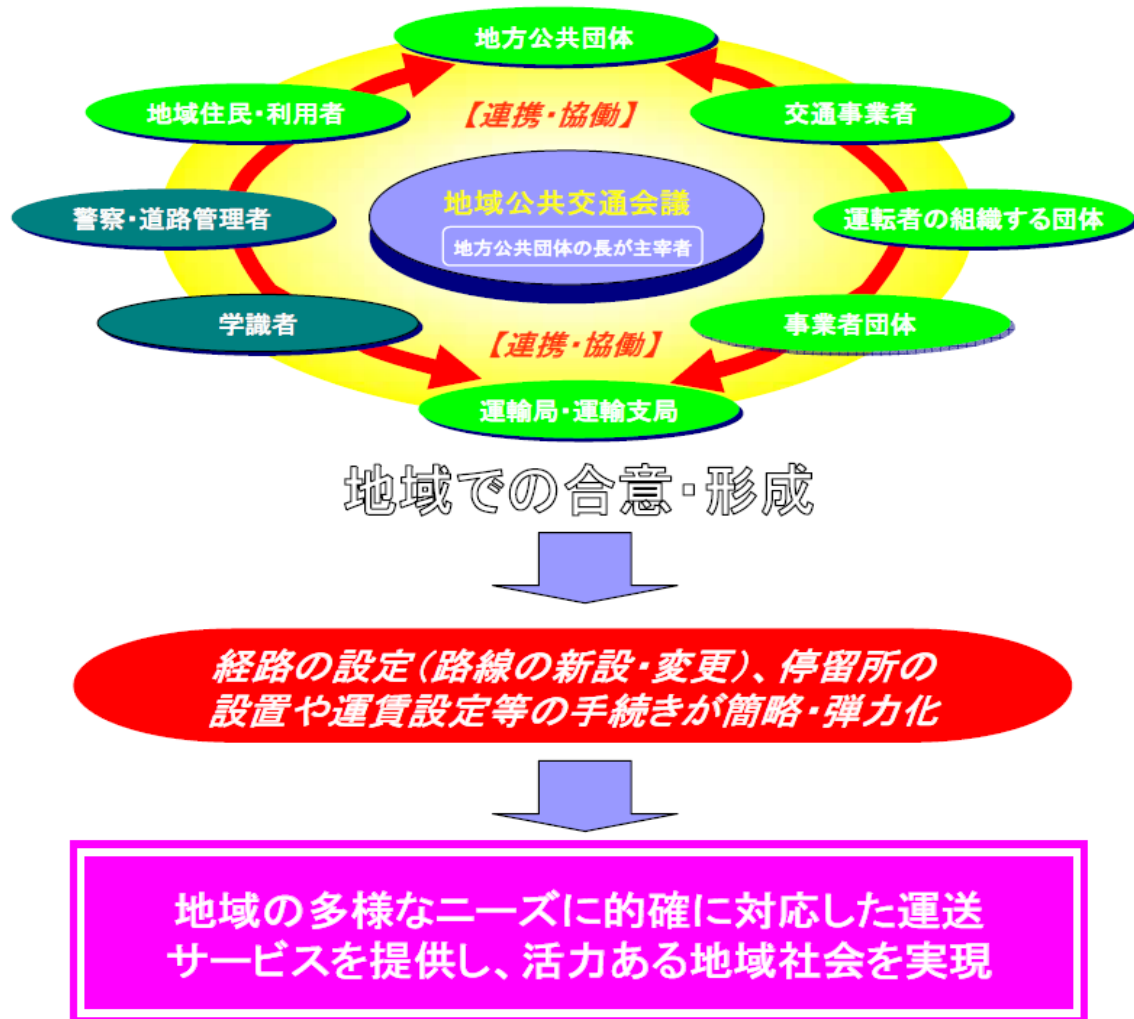 地方公共団体
地域住民・利用者
【連携・協働】
交通事業者
警察・道路管理者
地域公共交通会議
地方公共団体の長が主宰者
運転者の組織する団体
学識者
【連携・協働】
事業者団体
運輸局・運輸支局
地域での合意・形成
経路の設定(路線の新設・変更)、停留所の
設置や運賃設定等の手続きが簡略・弾力化
地域の多様なニーズに的確に対応した運送
サービスを提供し、活力ある地域社会を実現